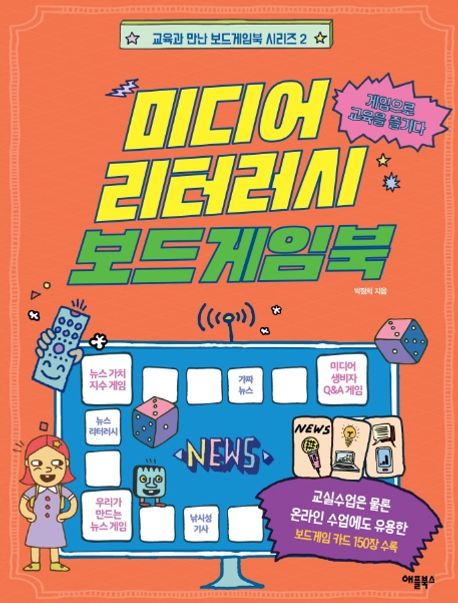 교육과 만난 보드게임북 시리즈 2
게임으로
교육을 즐기다
미디어
리터러시
보드게임북
박점희 지음
뉴스 가치
지수 게임
가짜
뉴스
미디어
생비자
Q&A 게임
뉴스
리터러시
NEWS
NEWS
우리가
만드는
뉴스 게임
낚시성
기사
교실수업은 물론
온라인 수업에도 유용한
보드게임 카드 150장 수록
애플북스